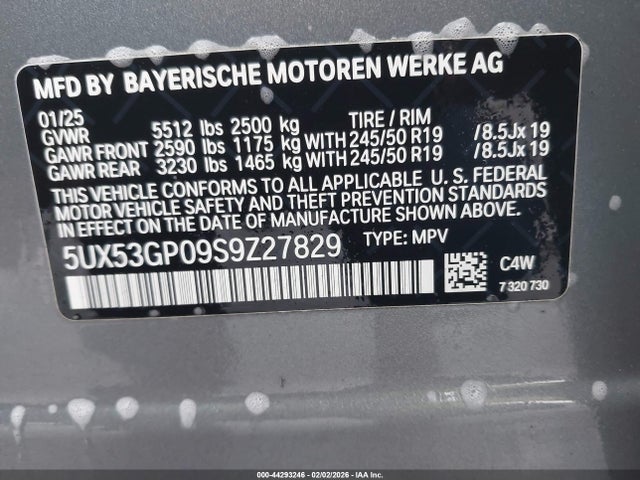 MFD BY BAYERISCHE MOTOREN WERKE AG
01/25 TIRE / RIM
GVWR 5512 lbs 2500 kg
GAWR FRONT 2590 lbs 1175 kg WITH 245/50 R19 /8.5Jx 19
GAWR REAR 3230 lbs 1465 kg WITH 245/50 R19 /8.5Jx 19
THIS VEHICLE CONFORMS TO ALL APPLICABLE U. S. FEDERAL
MOTOR VEHICLE SAFETY AND THEFT PREVENTION STANDARDS
IN EFFECT ON THE DATE OF MANUFACTURE SHOWN ABOVE.
5UX53GP09S9Z27829 TYPE: MPV
C4W
7 320 730
000-44293246 - 02/02/2026 - IAA Inc.